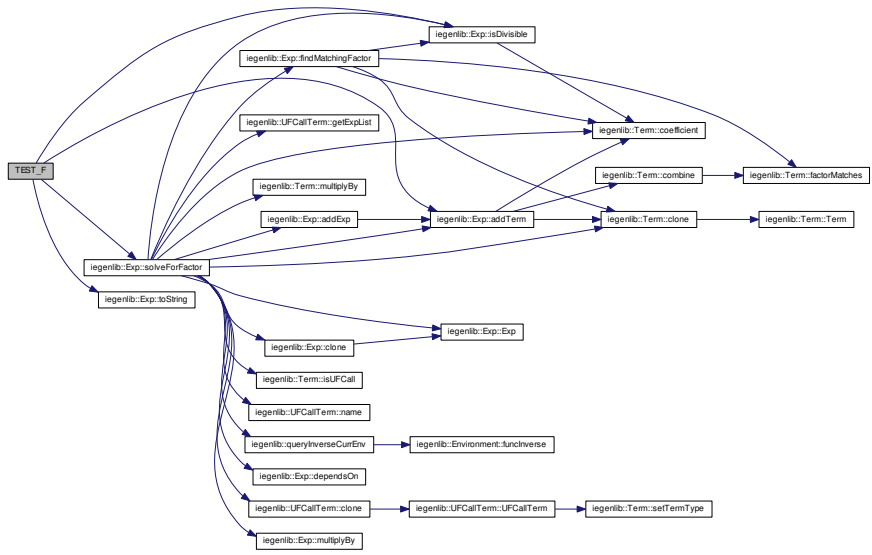 iegenlib::Exp::isDivisible
iegenlib::Exp::findMatchingFactor
iegenlib::UFCallTerm::getExpList
iegenlib::Term::coefficient
TEST_F
iegenlib::Term::combine
iegenlib::Term::factorMatches
iegenlib::Term::multiplyBy
iegenlib::Exp::addExp
iegenlib::Exp::addTerm
iegenlib::Term::clone
iegenlib::Term::Term
iegenlib::Exp::solveForFactor
iegenlib::Exp::toString
iegenlib::Exp::Exp
iegenlib::Exp::clone
iegenlib::Term::isUFCall
iegenlib::UFCallTerm::name
iegenlib::queryInverseCurrEnv
iegenlib::Environment::funcInverse
iegenlib::Exp::dependsOn
iegenlib::UFCallTerm::clone
iegenlib::UFCallTerm::UFCallTerm
iegenlib::Term::setTermType
iegenlib::Exp::multiplyBy